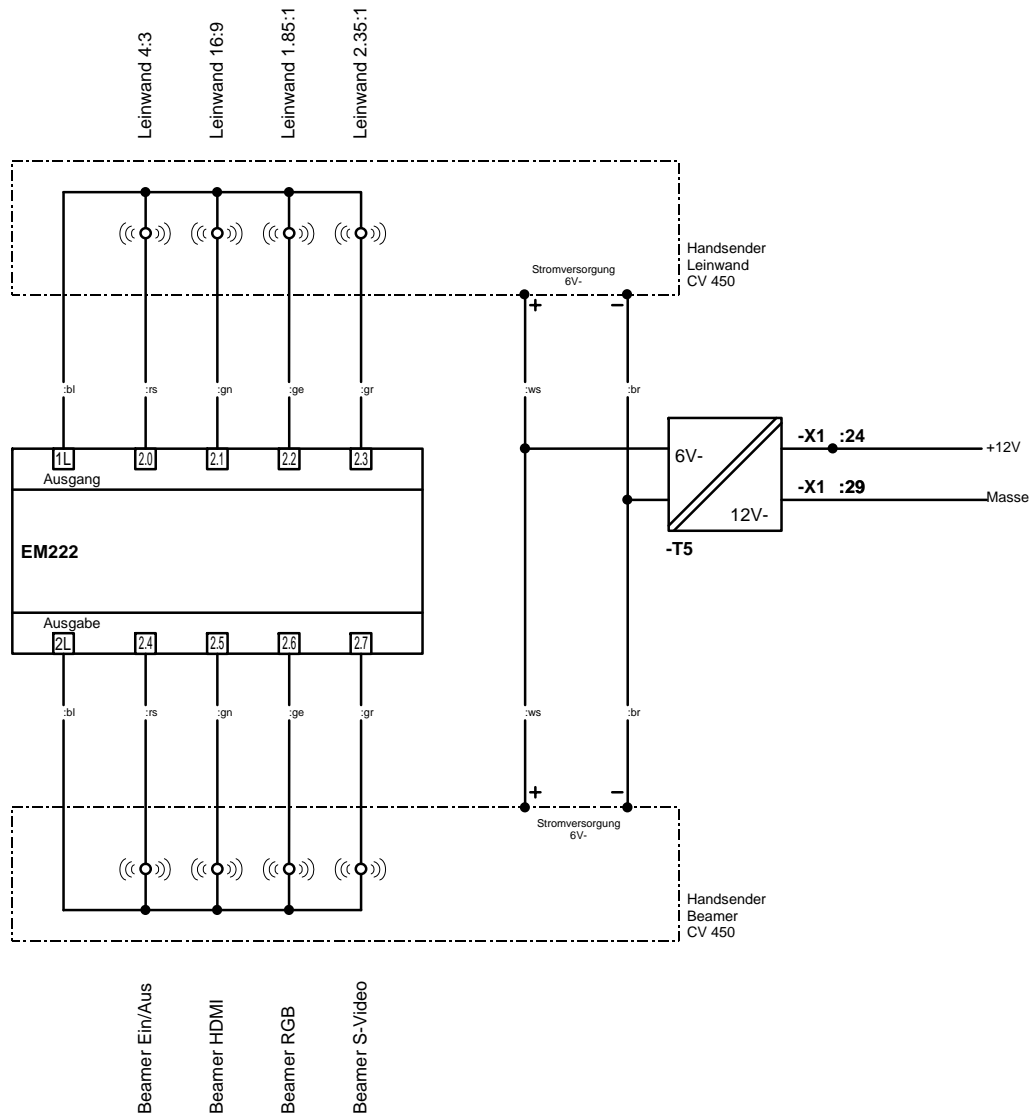 Leinwand 4:3
Leinwand 16:9
Leinwand 1.85:1
Leinwand 2.35:1
Handsender
Leinwand
CV 450
Stromversorgung
6V-
+ –
:bl :rs :gn :ge :gr :ws :br
1L 2.0 2.1 2.2 2.3
Ausgang
6V-
12V-
-T5
-X1 :24 +12V
-X1 :29 Masse
EM222
Ausgabe
2L 2.4 2.5 2.6 2.7
:bl :rs :gn :ge :gr :ws :br
+ –
Stromversorgung
6V-
Handsender
Beamer
CV 450
Beamer Ein/Aus
Beamer HDMI
Beamer RGB
Beamer S-Video